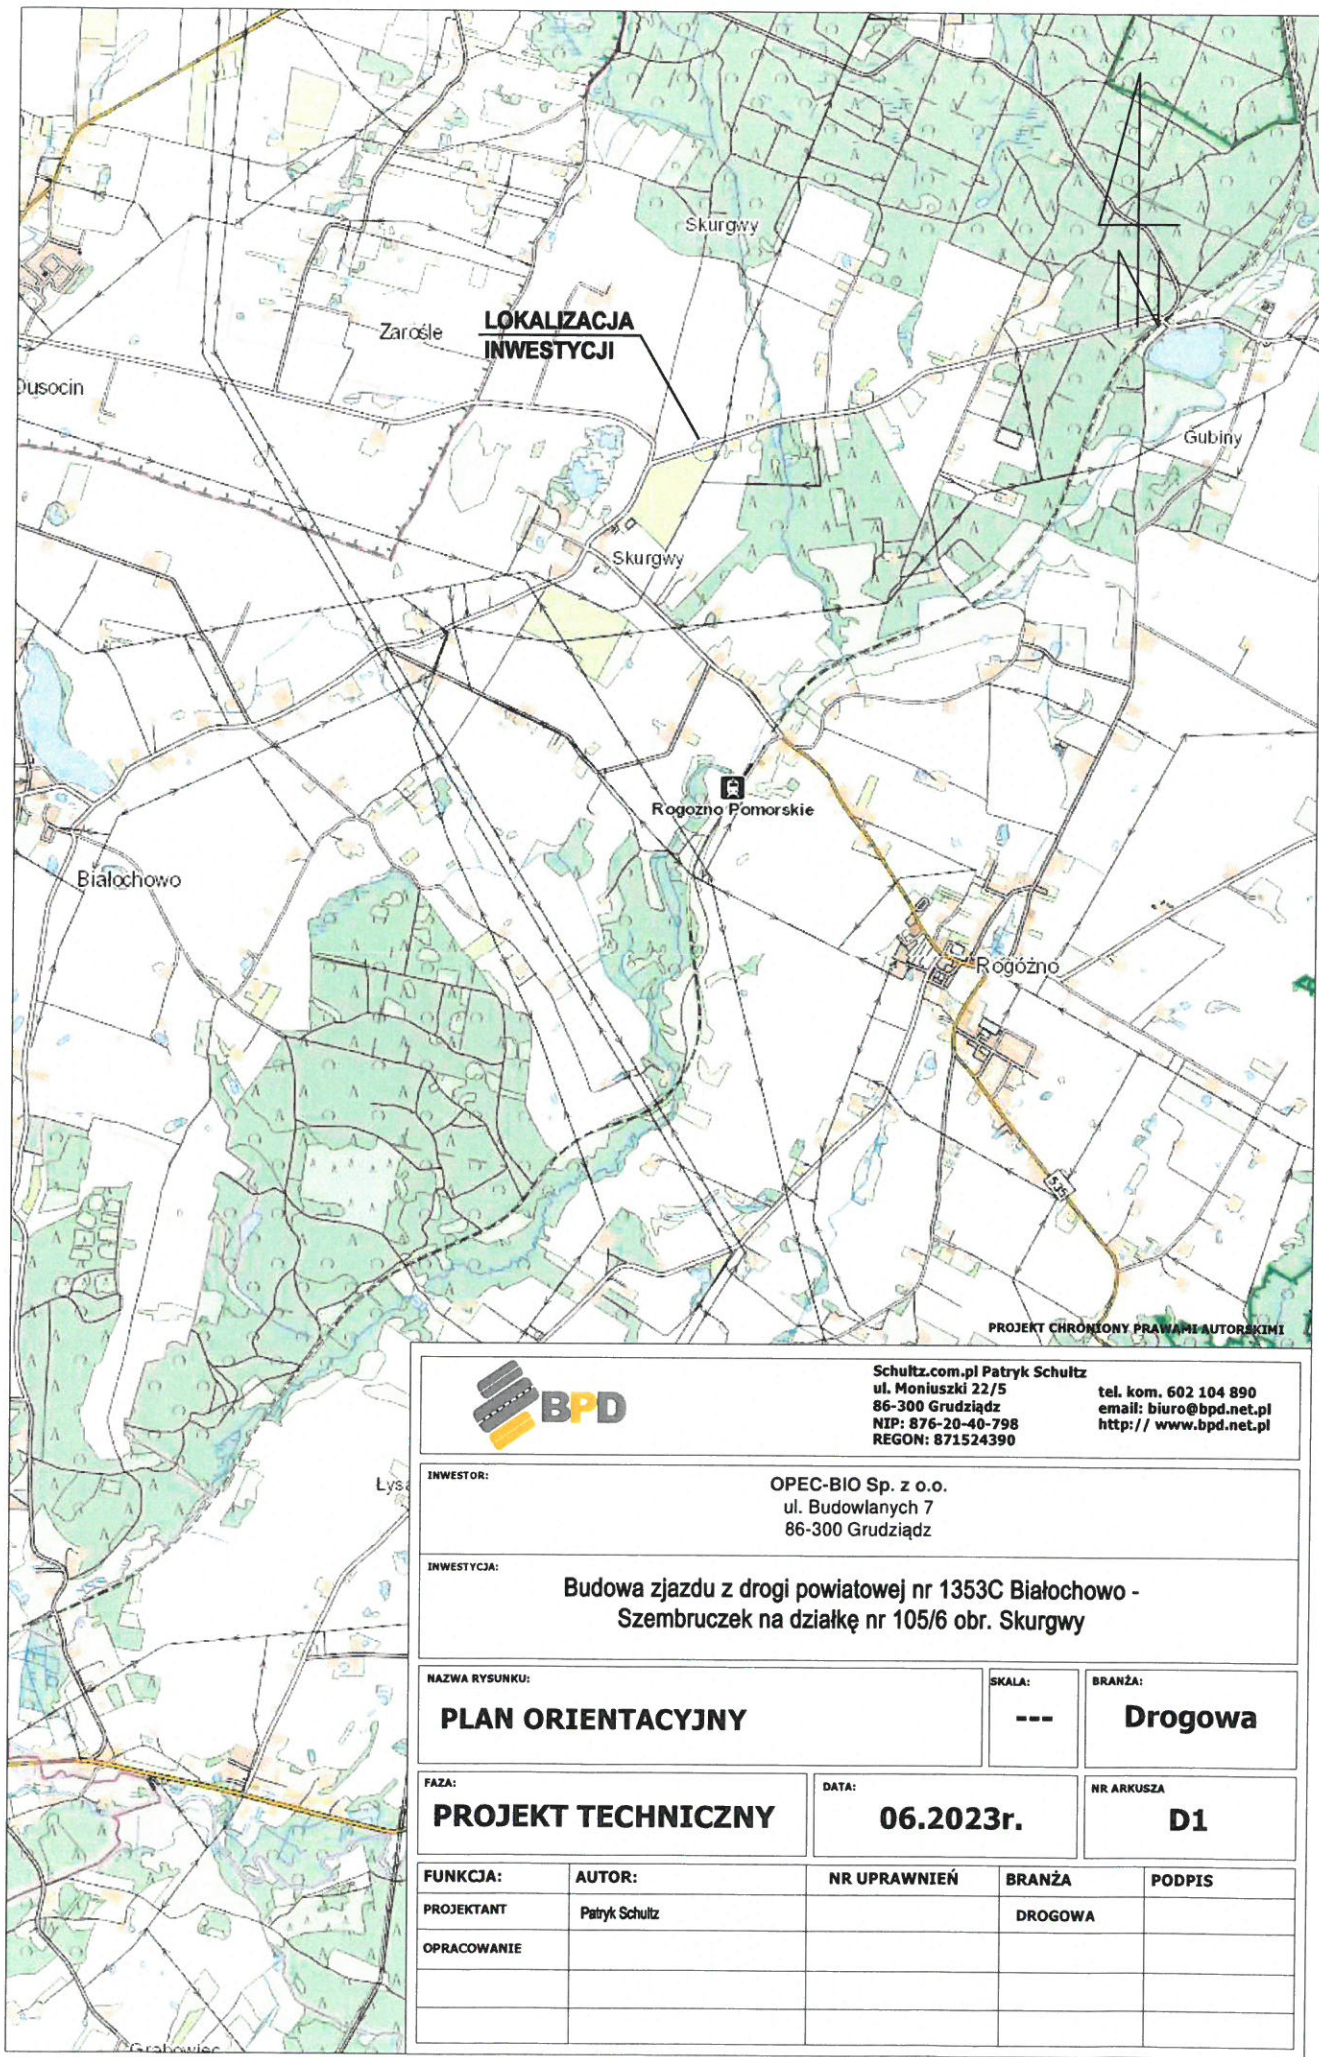 Skurgwy
LOKALIZACJA
INWESTYCJI
Zarośle
Dusocin
Gubiny
Skurgwy
Rogoźno Pomorskie
Białochowo
Rogóźno
535
PROJEKT CHRONIONY PRAWAMI AUTORSKIMI
BPD
Schultz.com.pl Patryk Schultz
ul. Moniuszki 22/5
86-300 Grudziądz
NIP: 876-20-40-798
REGON: 871524390
tel. kom. 602 104 890
email: biuro@bpd.net.pl
http:// www.bpd.net.pl
Łysa
INWESTOR:
OPEC-BIO Sp. z o.o.
ul. Budowlanych 7
86-300 Grudziądz
INWESTYCJA:
Budowa zjazdu z drogi powiatowej nr 1353C Białochowo -
Szembruczek na działkę nr 105/6 obr. Skurgwy
NAZWA RYSUNKU:
PLAN ORIENTACYJNY
SKALA:
---
BRANŻA:
Drogowa
FAZA:
PROJEKT TECHNICZNY
DATA:
06.2023r.
NR ARKUSZA
D1
FUNKCJA: AUTOR: NR UPRAWNIEŃ BRANŻA PODPIS
PROJEKTANT Patryk Schultz DROGOWA
OPRACOWANIE
Grabowiec